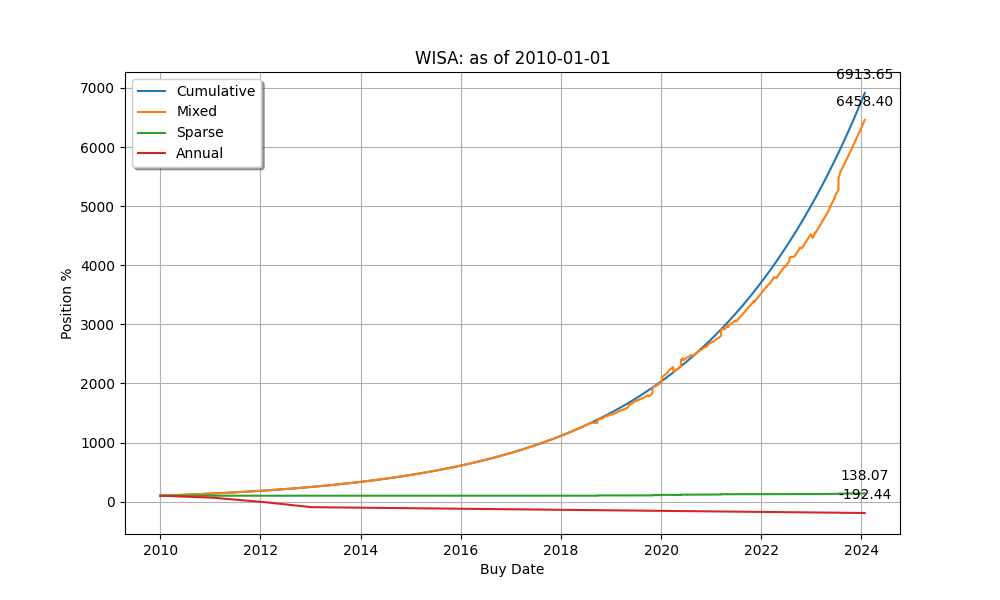 WISA: as of 2010-01-01
6913.65
6458.40
138.07
-192.44
Cumulative
Mixed
Sparse
Annual
7000
6000
5000
4000
3000
2000
1000
0
Position %
2010 2012 2014 2016 2018 2020 2022 2024
Buy Date